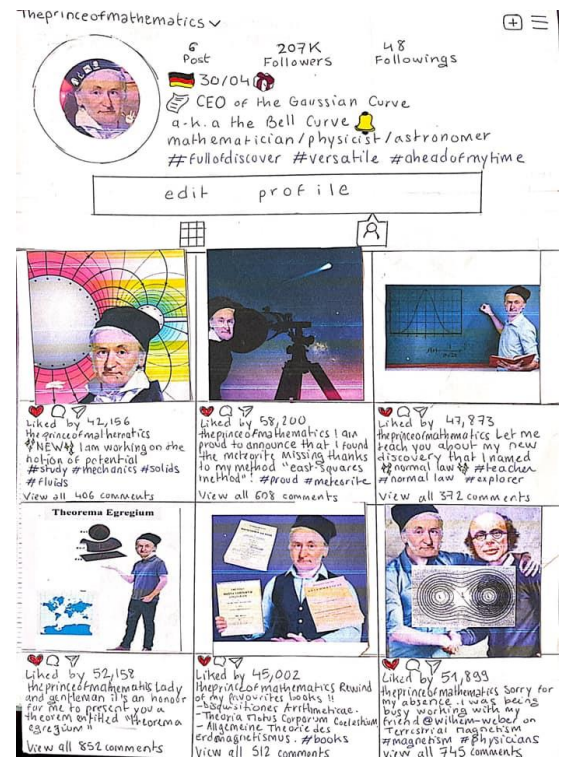 Theprinceofmathematics
6 207K 48
Post Followers Followings
30/04
CEO of the Gaussian Curve
a.k.a the Bell Curve
mathematician/physicist/astronomer
#fullofdiscover #versatile #aheadofmytime
edit profile
Liked by 42,156
theprinceofmathematics
NEW I am working on the
notion of potential
#study #mechanics #solids
#fluids
View all 406 comments
Liked by 58,200
theprinceofmathematics I am
proud to announce that I found
the meteorite missing thanks
to my method "east squares
method"! #proud #meteorite
View all 608 comments
Liked by 47,873
theprinceofmathematics Let me
teach you about my new
discovery that I named
normal law #teacher
#normal law #explorer
View all 372 comments
Theorema Egregium
Liked by 52,158
theprinceofmathematis Lady
and gentleman it's an honoor
for me to present you a
theorem entitled "Theorema
egregium"
View all 852 comments
Liked by 45,002
theprinceofmathematics Rewind
of my favourites books !!
- Disquisitiones Arithmeticae.
- Theoria Motus Corporum Coelestium
- Allgemeine Theorie des
Erdmagnetismus. #books
View all 512 comments
Liked by 51,899
theprinceofmathematics Sorry for
my absence. I was being
busy working with my
friend @wilhem-weber on
Terrestrial Magnetism
#magnetism #physicians
View all 745 comments